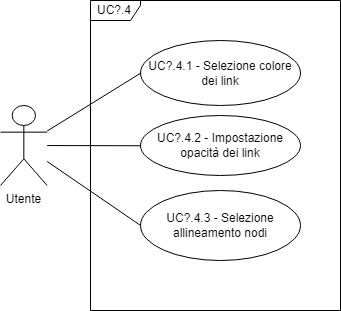 UC?.4
UC?.4.1 - Selezione colore
dei link
UC?.4.2 - Impostazione
opacità dei link
Utente
UC?.4.3 - Selezione
allineamento nodi